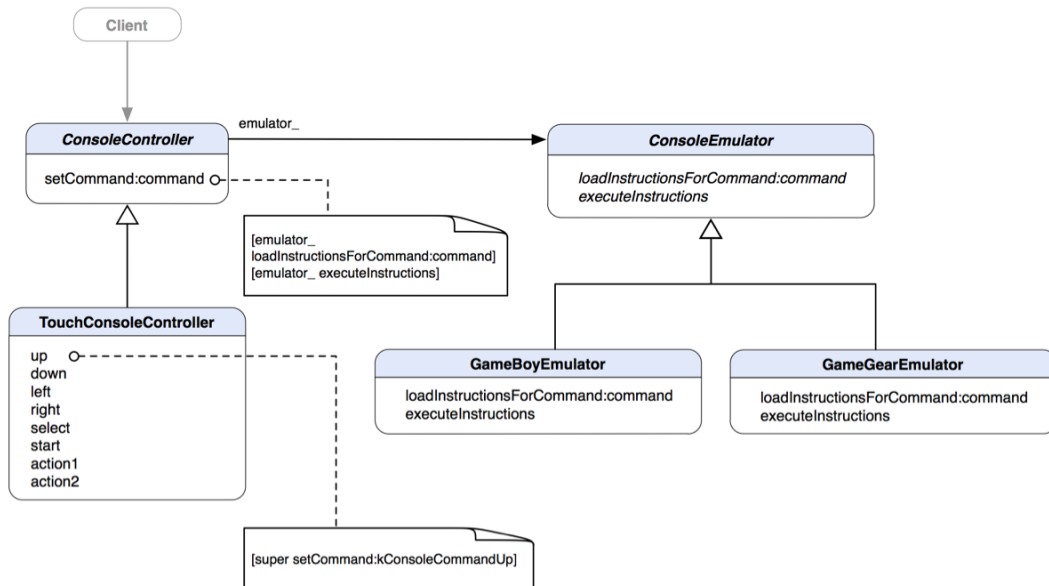 Client
ConsoleController
setCommand:command
emulator_
ConsoleEmulator
loadInstructionsForCommand:command
executeInstructions
[emulator_
loadInstructionsForCommand:command]
[emulator_ executeInstructions]
TouchConsoleController
up
down
left
right
select
start
action1
action2
GameBoyEmulator
loadInstructionsForCommand:command
executeInstructions
GameGearEmulator
loadInstructionsForCommand:command
executeInstructions
[super setCommand:kConsoleCommandUp]